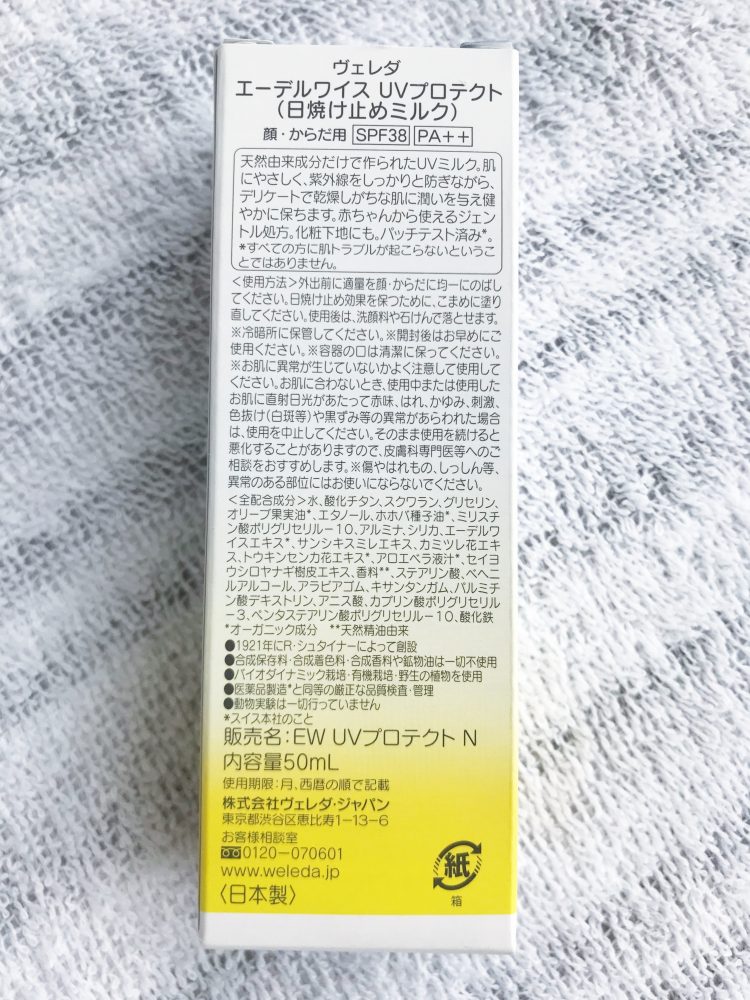 ヴェレダ
エーデルワイス UVプロテクト
（日焼け止めミルク）
顔・からだ用 SPF38 PA++
天然由来成分だけで作られたUVミルク。肌
にやさしく、紫外線をしっかりと防ぎながら、
デリケートで乾燥しがちな肌に潤いを与え健
やかに保ちます。赤ちゃんから使えるジェン
トル処方。化粧下地にも。パッチテスト済み*。
*すべての方に肌トラブルが起こらないというこ
とではありません。
＜使用方法＞外出前に適量を顔・からだに均一にのばし
てください。日焼け止め効果を保つために、こまめに塗り
直してください。使用後は、洗顔料や石けんで落とせます。
※冷暗所に保管してください。※開封後はお早めにご
使用ください。※容器の口は清潔に保ってください。
※お肌に異常が生じていないかよく注意して使用して
ください。お肌に合わないとき、使用中または使用した
お肌に直射日光があたって赤味、はれ、かゆみ、刺激、
色抜け（白斑等）や黒ずみ等の異常があらわれた場合
は、使用を中止してください。そのまま使用を続けると
悪化することがありますので、皮膚科専門医等へのご
相談をおすすめします。※傷やはれもの、しっしん等、
異常のある部位にはお使いにならないでください。
＜全配合成分＞水、酸化チタン、スクワラン、グリセリン、
オリーブ果実油*、エタノール、ホホバ種子油*、ミリスチ
ン酸ポリグリセリル－10、アルミナ、シリカ、エーデルワ
イスエキス*、サンシキスミレエキス、カミツレ花エキ
ス、トウキンセンカ花エキス*、アロエベラ液汁*、セイヨ
ウシロヤナギ樹皮エキス、香料**、ステアリン酸、ベヘニ
ルアルコール、アラビアゴム、キサンタンガム、パルミチ
ン酸デキストリン、アニス酸、カプリン酸ポリグリセリル
－3、ペンタステアリン酸ポリグリセリル－10、酸化鉄
*オーガニック成分 **天然精油由来
●1921年にR・シュタイナーによって創設
●合成保存料・合成着色料・合成香料や鉱物油は一切不使用
●バイオダイナミック栽培・有機栽培・野生の植物を使用
●医薬品製造*と同等の厳正な品質検査・管理
●動物実験は一切行っていません
*スイス本社のこと
販売名：EW UVプロテクト N
内容量50mL
使用期限：月、西暦の順で記載
株式会社ヴェレダ・ジャパン
東京都渋谷区恵比寿1－13－6
お客様相談室
0120－070601
www.weleda.jp
〈日本製〉
紙
箱